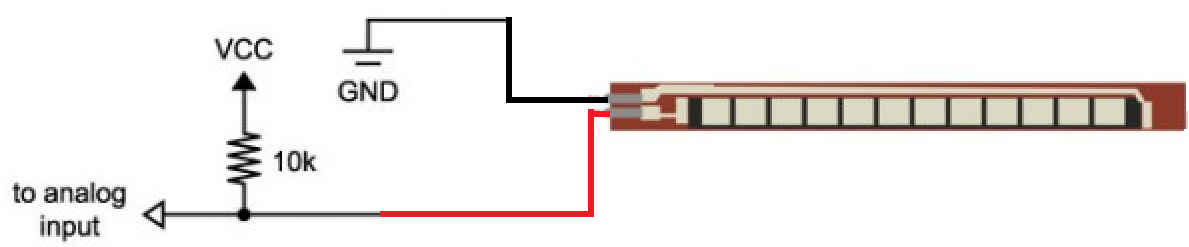 VCC
GND
10k
to analog
input